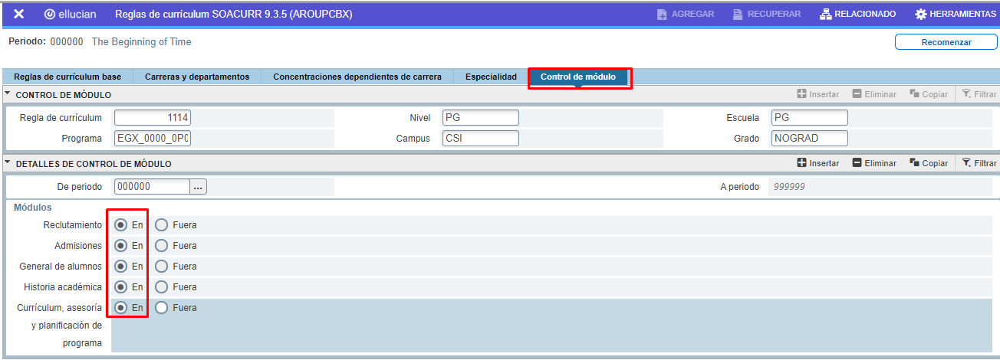 ellucian Reglas de currículum SOACURR 9.3.5 (AROUPCBX) AGREGAR RECUPERAR RELACIONADO HERRAMIENTAS
Periodo: 000000 The Beginning of Time Recomenzar
Reglas de currículum base Carreras y departamentos Concentraciones dependientes de carrera Especialidad Control de módulo
CONTROL DE MÓDULO Insertar Eliminar Copiar Filtrar
Regla de currículum 1114 Nivel PG Escuela PG
Programa EGX_0000_0P0 Campus CSI Grado NOGRAD
DETALLES DE CONTROL DE MÓDULO Insertar Eliminar Copiar Filtrar
De periodo 000000 ... A periodo 999999
Módulos
Reclutamiento En Fuera
Admisiones En Fuera
General de alumnos En Fuera
Historia académica En Fuera
Currículum, asesoría En Fuera
y planificación de
programa